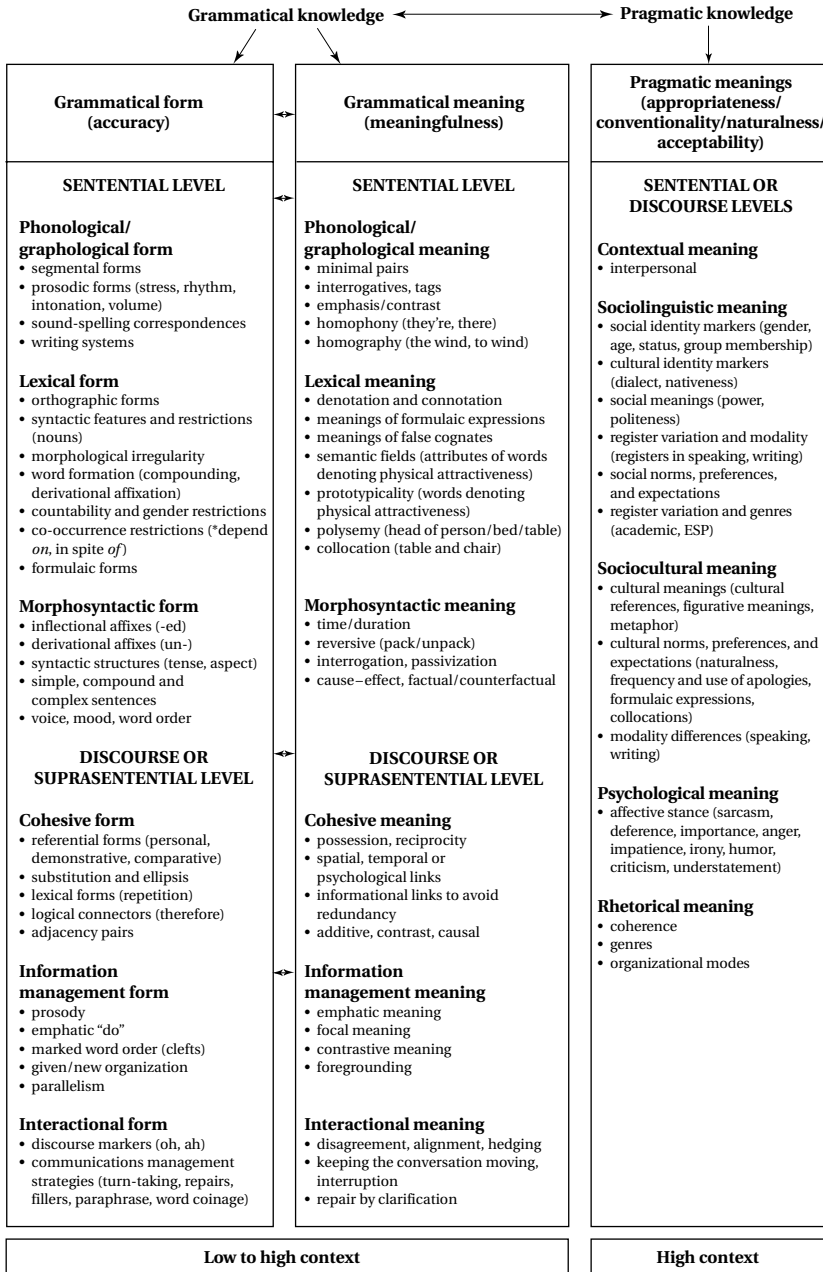 Grammatical knowledge
Pragmatic knowledge
Grammatical form
(accuracy)
SENTENTIAL LEVEL
Phonological/
graphological form
• segmental forms
• prosodic forms (stress, rhythm,
intonation, volume)
• sound-spelling correspondences
• writing systems
Lexical form
• orthographic forms
• syntactic features and restrictions
(nouns)
• morphological irregularity
• word formation (compounding,
derivational affixation)
• countability and gender restrictions
• co-occurrence restrictions (*depend
on, in spite of)
• formulaic forms
Morphosyntactic form
• inflectional affixes (-ed)
• derivational affixes (un-)
• syntactic structures (tense, aspect)
• simple, compound and
complex sentences
• voice, mood, word order
DISCOURSE OR
SUPRASENTENTIAL LEVEL
Cohesive form
• referential forms (personal,
demonstrative, comparative)
• substitution and ellipsis
• lexical forms (repetition)
• logical connectors (therefore)
• adjacency pairs
Information
management form
• prosody
• emphatic “do”
• marked word order (clefts)
• given/new organization
• parallelism
Interactional form
• discourse markers (oh, ah)
• communications management
strategies (turn-taking, repairs,
fillers, paraphrase, word coinage)
Grammatical meaning
(meaningfulness)
SENTENTIAL LEVEL
Phonological/
graphological meaning
• minimal pairs
• interrogatives, tags
• emphasis/contrast
• homophony (they’re, there)
• homography (the wind, to wind)
Lexical meaning
• denotation and connotation
• meanings of formulaic expressions
• meanings of false cognates
• semantic fields (attributes of words
denoting physical attractiveness)
• prototypicality (words denoting
physical attractiveness)
• polysemy (head of person/bed/table)
• collocation (table and chair)
Morphosyntactic meaning
• time/duration
• reversive (pack/unpack)
• interrogation, passivization
• cause–effect, factual/counterfactual
DISCOURSE OR
SUPRASENTENTIAL LEVEL
Cohesive meaning
• possession, reciprocity
• spatial, temporal or
psychological links
• informational links to avoid
redundancy
• additive, contrast, causal
Information
management meaning
• emphatic meaning
• focal meaning
• contrastive meaning
• foregrounding
Interactional meaning
• disagreement, alignment, hedging
• keeping the conversation moving,
interruption
• repair by clarification
Pragmatic meanings
(appropriateness/
conventionality/naturalness/
acceptability)
SENTENTIAL OR
DISCOURSE LEVELS
Contextual meaning
• interpersonal
Sociolinguistic meaning
• social identity markers (gender,
age, status, group membership)
• cultural identity markers
(dialect, nativeness)
• social meanings (power,
politeness)
• register variation and modality
(registers in speaking, writing)
• social norms, preferences,
and expectations
• register variation and genres
(academic, ESP)
Sociocultural meaning
• cultural meanings (cultural
references, figurative meanings,
metaphor)
• cultural norms, preferences, and
expectations (naturalness,
frequency and use of apologies,
formulaic expressions,
collocations)
• modality differences (speaking,
writing)
Psychological meaning
• affective stance (sarcasm,
deference, importance, anger,
impatience, irony, humor,
criticism, understatement)
Rhetorical meaning
• coherence
• genres
• organizational modes
Low to high context
High context